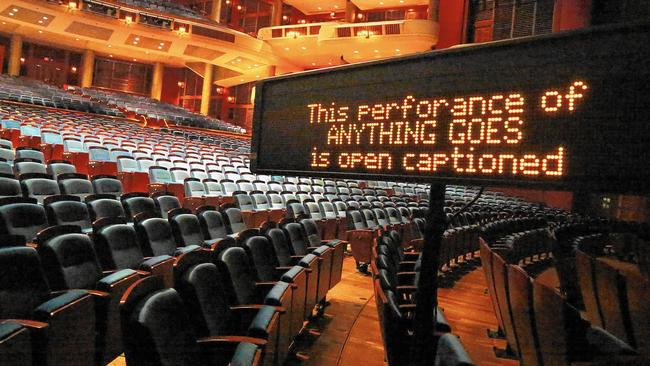 This perforance of
ANYTHING GOES
is open captioned